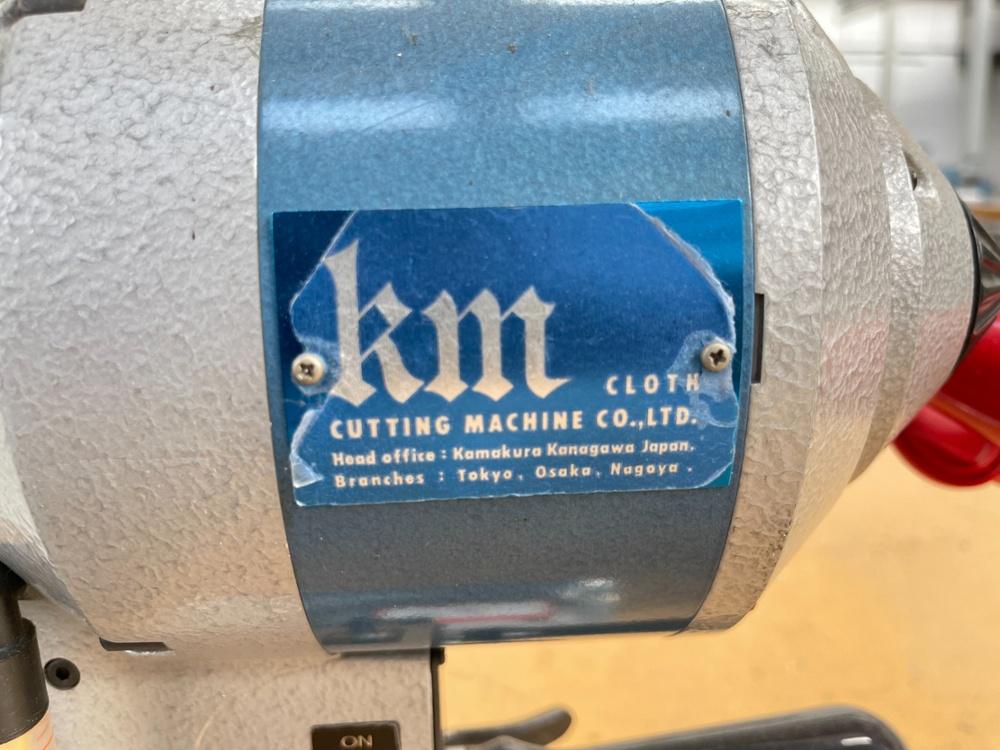 km
CLOTH
CUTTING MACHINE CO.,LTD.
Head office : Kamakura Kanagawa Japan.
Branches : Tokyo, Osaka, Nagoya .
ON